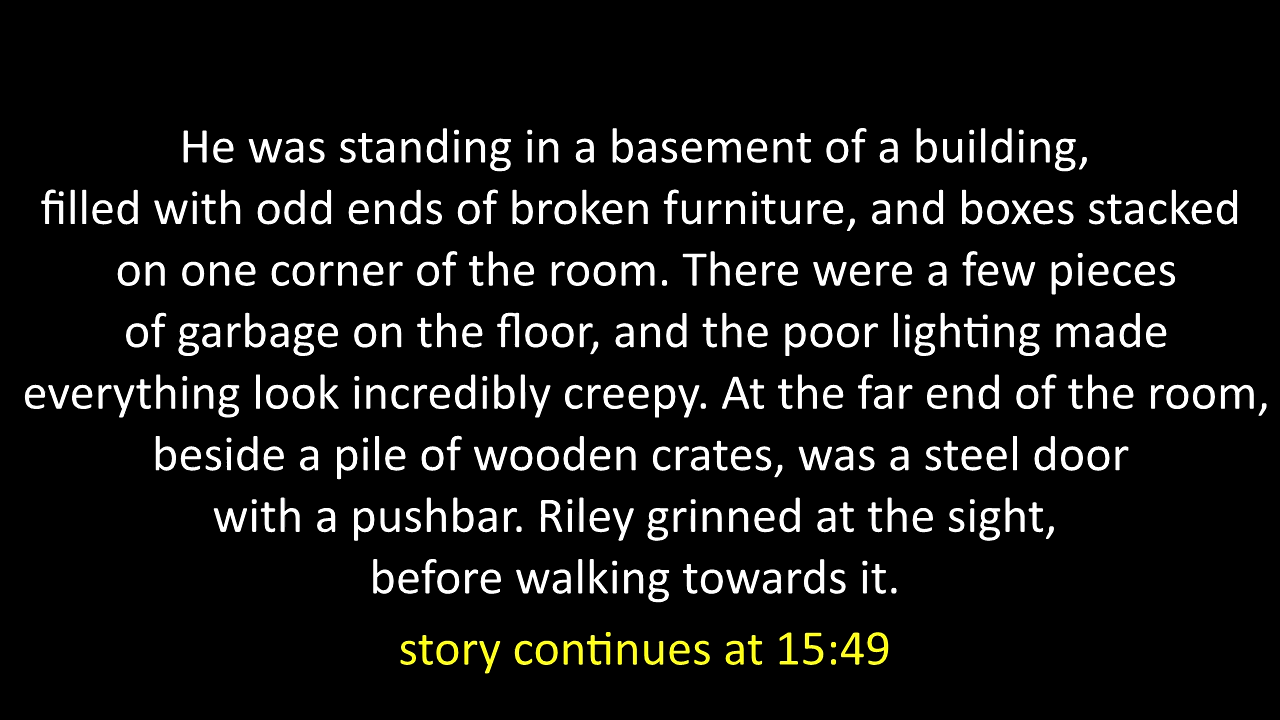 He was standing in a basement of a building,
filled with odd ends of broken furniture, and boxes stacked
on one corner of the room. There were a few pieces
of garbage on the floor, and the poor lighting made
everything look incredibly creepy. At the far end of the room,
beside a pile of wooden crates, was a steel door
with a pushbar. Riley grinned at the sight,
before walking towards it.
story continues at 15:49